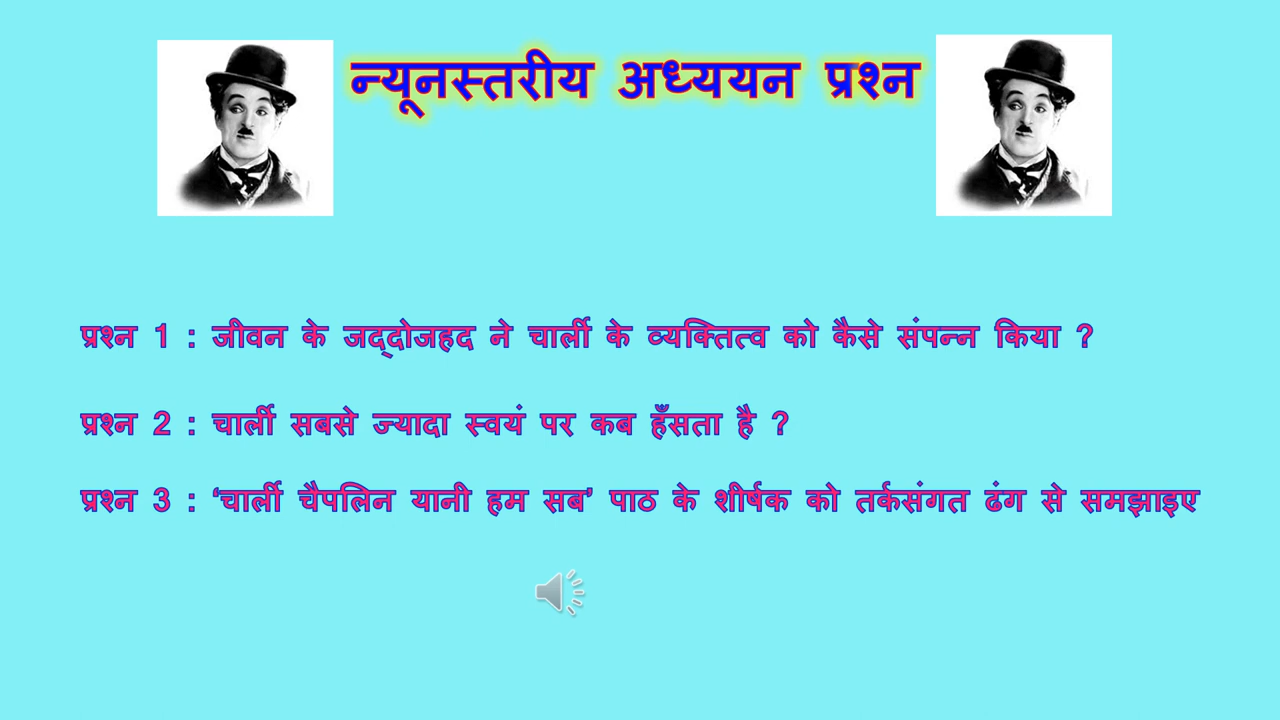 न्यूनस्तरीय अध्ययन प्रश्न
प्रश्न 1 : जीवन के जद्दोजहद ने चार्ली के व्यक्तित्व को कैसे संपन्न किया ?
प्रश्न 2 : चार्ली सबसे ज्यादा स्वयं पर कब हँसता है ?
प्रश्न 3 : ‘चार्ली चैपलिन यानी हम सब’ पाठ के शीर्षक को तर्कसंगत ढंग से समझाइए